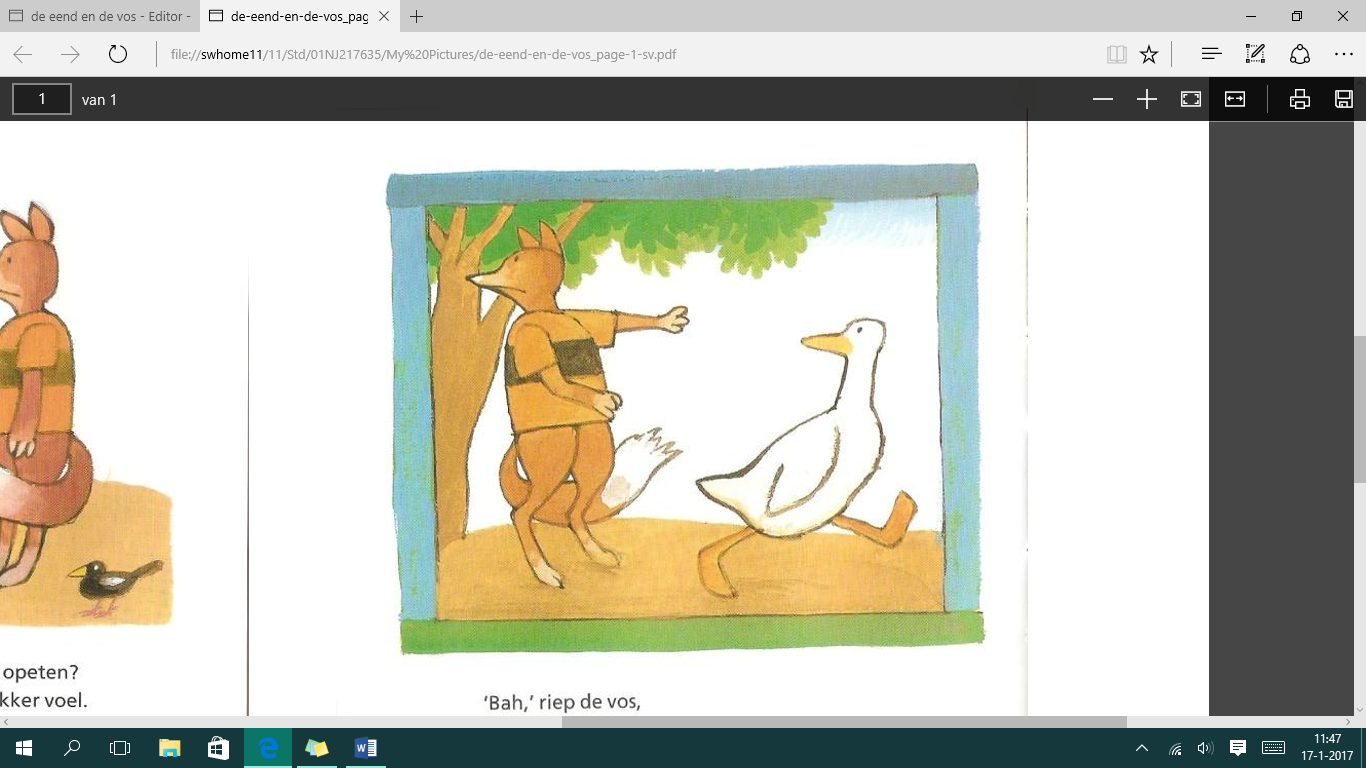 de eend en de vos - Editor -
de-eend-en-de-vos_pag
file://swhome11/11/Std/01NJ217635/My%20Pictures/de-eend-en-de-vos_page-1-sv.pdf
1 van 1
opeten?
kker voel.
‘Bah,’ riep de vos,
11:47
17-1-2017